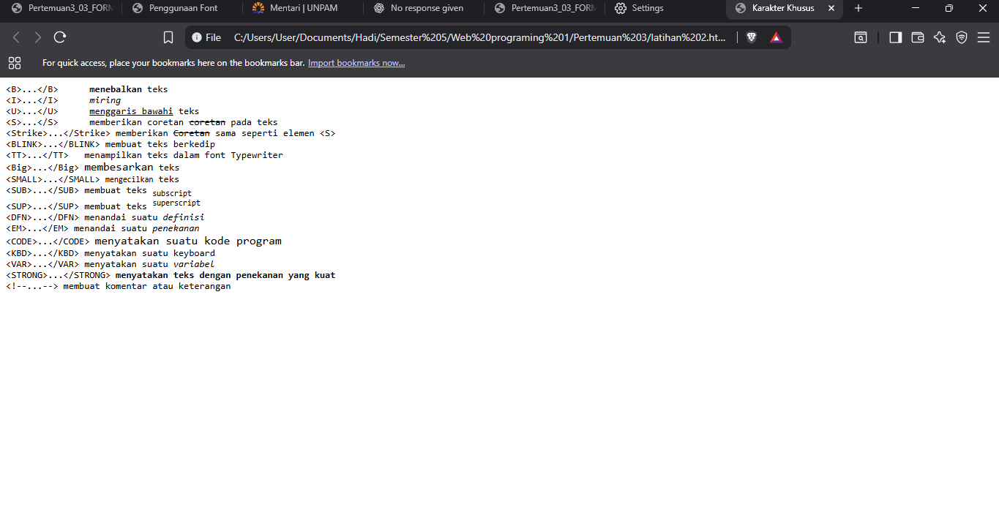 Pertemuan3_03_FORM
Penggunaan Font
Mentari | UNPAM
No response given
Pertemuan3_03_FORM
Settings
Karakter Khusus
File C:/Users/User/Documents/Hadi/Semester%205/Web%20programing%201/Pertemuan%203/latihan%202.ht...
For quick access, place your bookmarks here on the bookmarks bar. Import bookmarks now...
<B>...</B> menebalkan teks
<I>...</I> miring
<U>...</U> menggaris bawahi teks
<S>...</S> memberikan coretan coretan pada teks
<Strike>...</Strike> memberikan Coretan sama seperti elemen <S>
<BLINK>...</BLINK> membuat teks berkedip
<TT>...</TT> menampilkan teks dalam font Typewriter
<Big>...</Big> membesarkan teks
<SMALL>...</SMALL> mengecilkan teks
<SUB>...</SUB> membuat teks subscript
<SUP>...</SUP> membuat teks superscript
<DFN>...</DFN> menandai suatu definisi
<EM>...</EM> menandai suatu penekanan
<CODE>...</CODE> menyatakan suatu kode program
<KBD>...</KBD> menyatakan suatu keyboard
<VAR>...</VAR> menyatakan suatu variabel
<STRONG>...</STRONG> menyatakan teks dengan penekanan yang kuat
<!--...--> membuat komentar atau keterangan